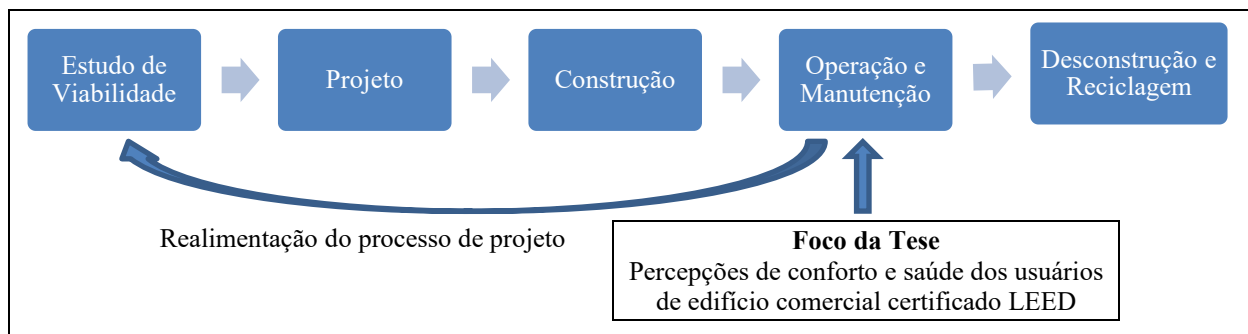 Estudo de
Viabilidade
Projeto
Construção
Operação e
Manutenção
Desconstrução e
Reciclagem
Realimentação do processo de projeto
Foco da Tese
Percepções de conforto e saúde dos usuários
de edifício comercial certificado LEED